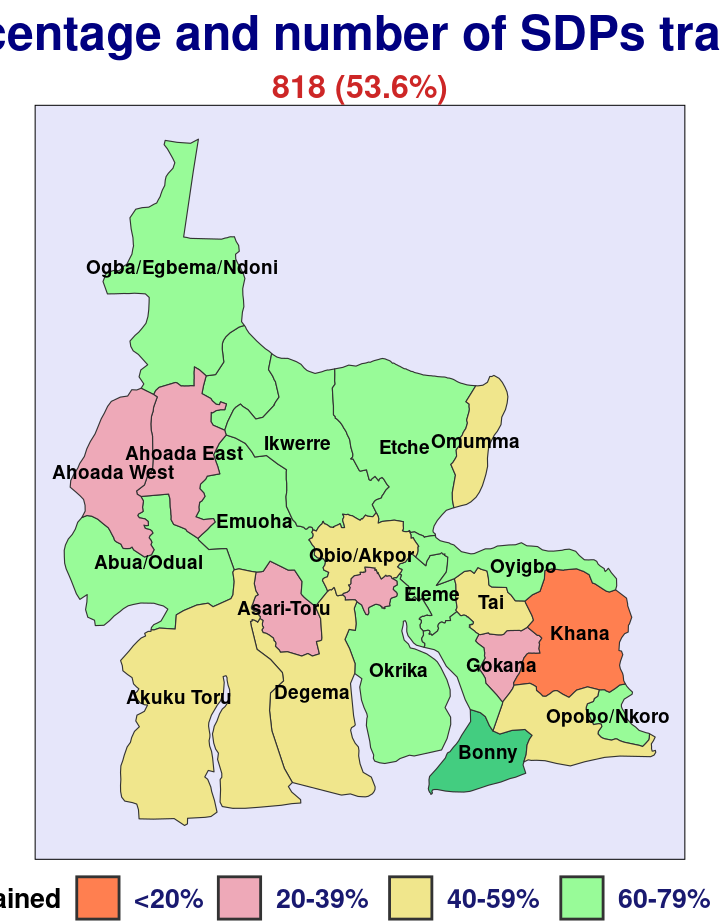 centage and number of SDPs tra
818 (53.6%)
Ogba/Egbema/Ndoni
Ikwerre
Etche
Omumma
Ahoada East
Ahoada West
Emuoha
Obio/Akpor
Abua/Odual
Oyigbo
Eleme
Tai
Asari-Toru
Khana
Gokana
Okrika
Degema
Akuku Toru
Opobo/Nkoro
Bonny
ained <20% 20-39% 40-59% 60-79%